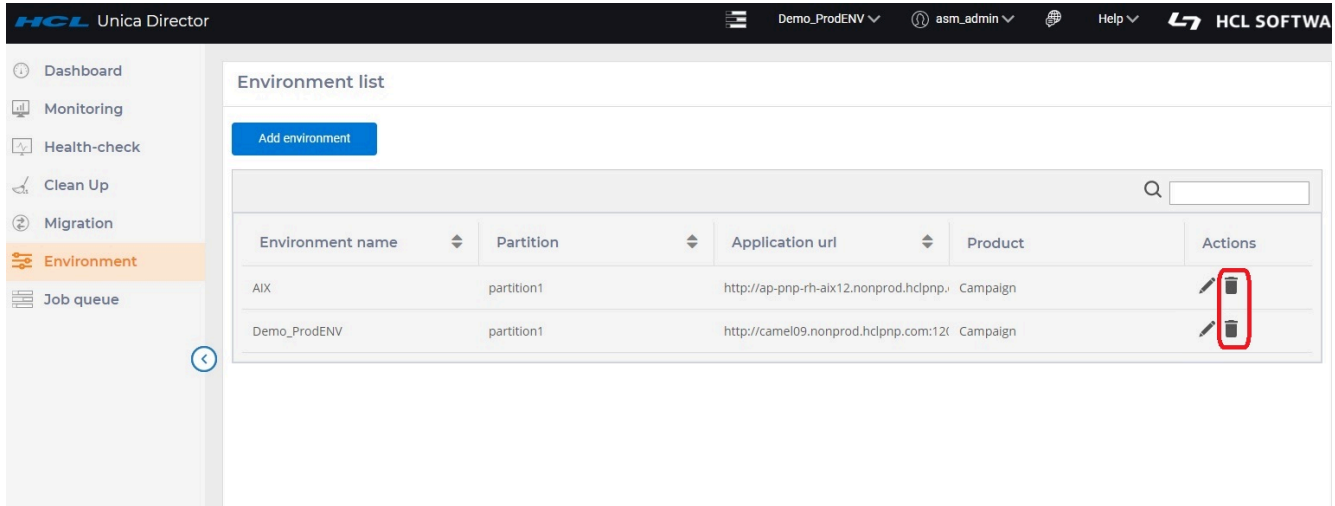 HCL Unica Director
Demo_ProdENV
asm_admin
Help
HCL SOFTWA
Dashboard
Monitoring
Health-check
Clean Up
Migration
Environment
Job queue
Environment list
Add environment
Environment name Partition Application url Product Actions
AIX partition1 http://ap-pnp-rh-aix12.nonprod.hclpnp. Campaign
Demo_ProdENV partition1 http://camel09.nonprod.hclpnp.com:120 Campaign